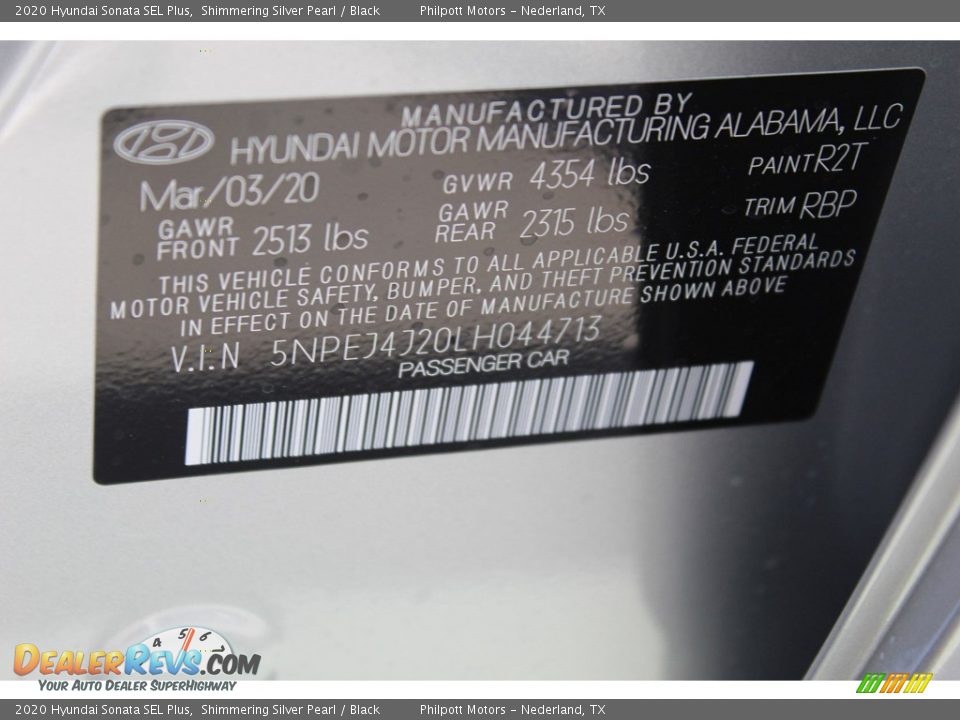 2020 Hyundai Sonata SEL Plus, Shimmering Silver Pearl / Black Philpott Motors - Nederland, TX
MANUFACTURED BY
HYUNDAI MOTOR MANUFACTURING ALABAMA, LLC
Mar/03/20 GVWR 4354 lbs PAINT R2T
GAWR FRONT 2513 lbs GAWR REAR 2315 lbs TRIM RBP
THIS VEHICLE CONFORMS TO ALL APPLICABLE U.S.A. FEDERAL
MOTOR VEHICLE SAFETY, BUMPER, AND THEFT PREVENTION STANDARDS
IN EFFECT ON THE DATE OF MANUFACTURE SHOWN ABOVE
V.I.N 5NPEJ4J20LH044713
PASSENGER CAR
4 5 6
DEALERREVS.COM
YOUR AUTO DEALER SUPERHIGHWAY
2020 Hyundai Sonata SEL Plus, Shimmering Silver Pearl / Black Philpott Motors - Nederland, TX